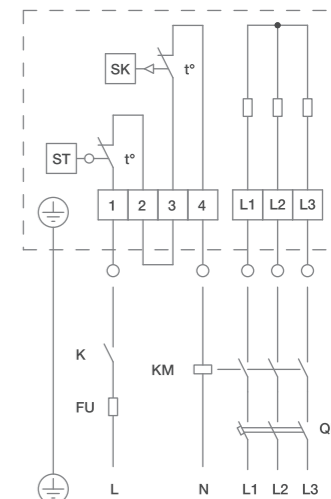 SK t°
ST t°
1 2 3 4 L1 L2 L3
K
KM
FU
Q
L N L1 L2 L3